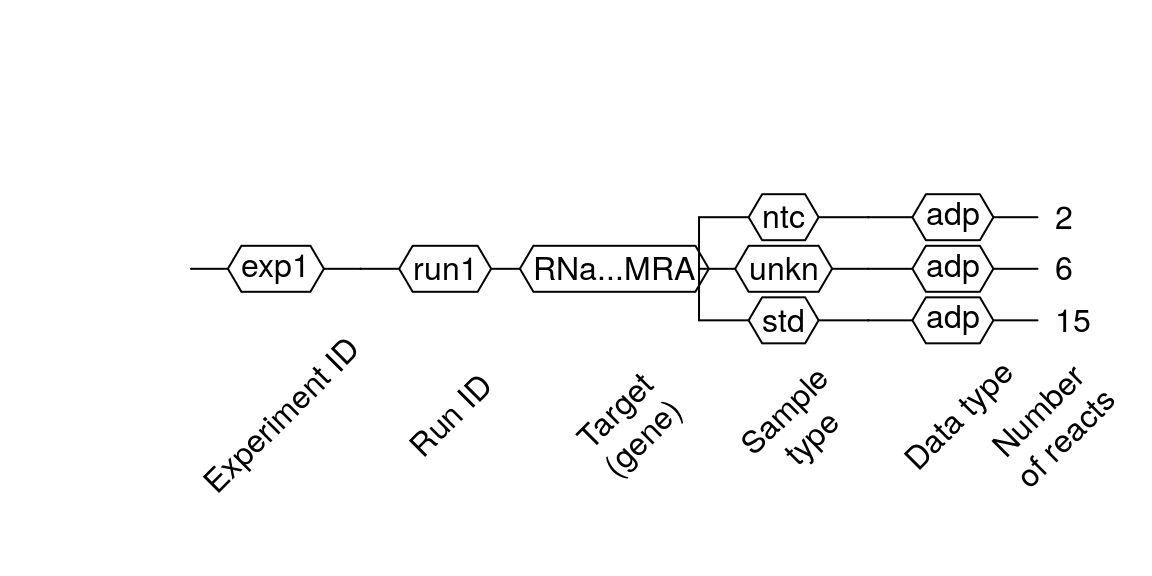 ntc adp 2
exp1 run1 RNa...MRA unkn adp 6
std adp 15
Experiment ID
Run ID
Target
(gene)
Sample
type
Data type
Number
of reacts